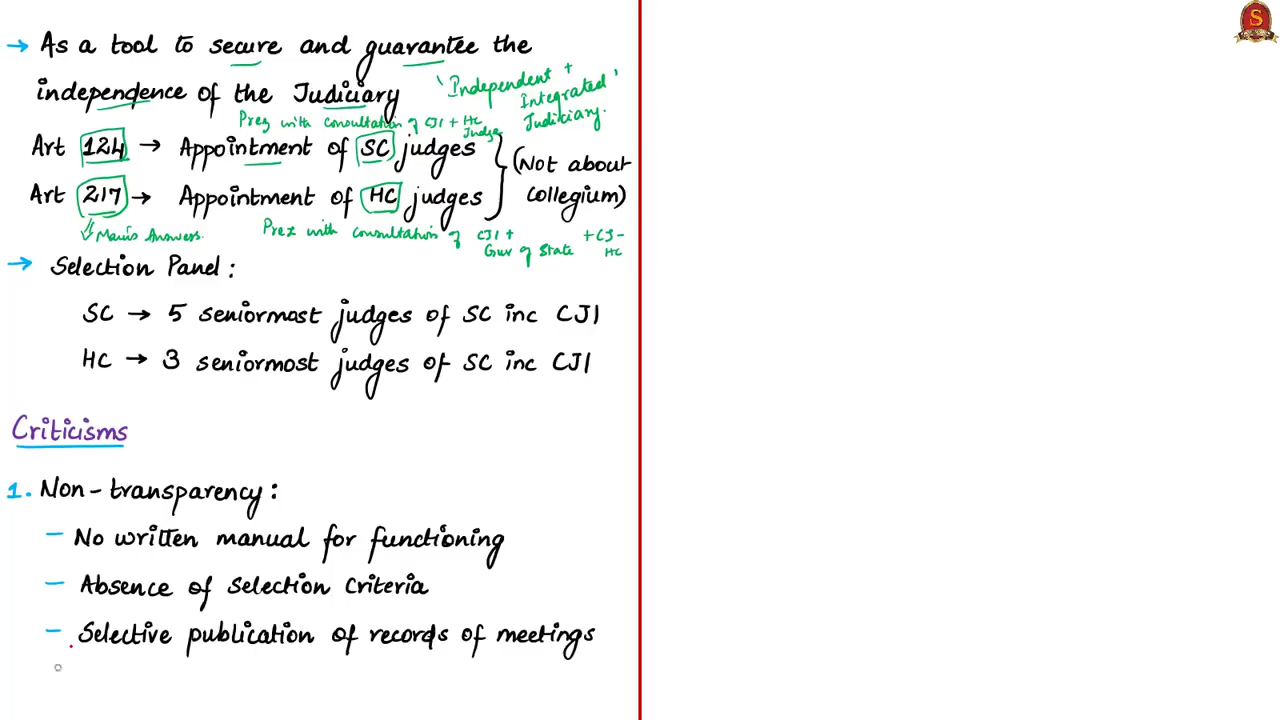 → As a tool to secure and guarantee the
independence of the Judiciary
'Independent +
Integrated'
Judiciary.
Prez with consultation of CJI + HC
Judge
Art 124 → Appointment of SC judges
Art 217 → Appointment of HC judges
(Not about
collegium)
Mains Answers.
Prez with consultation of CJI + + CJ-
Guv of State HC
→ Selection Panel:
SC → 5 seniormost judges of SC inc CJI
HC → 3 seniormost judges of SC inc CJI
Criticisms
1. Non-transparency:
- No written manual for functioning
- Absence of selection criteria
- Selective publication of records of meetings
S